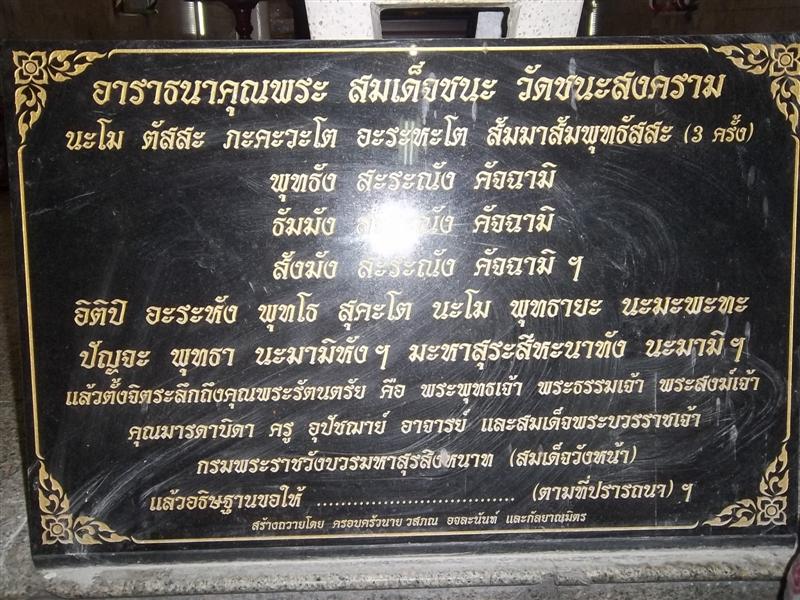 อาราธนาคุณพระ สมเด็จชนะ วัดชนะสงคราม
นะโม ตัสสะ ภะคะวะโต อะระหะโต สัมมาสัมพุทธัสสะ (3 ครั้ง)
พุทธัง สะระณัง คัจฉามิ
ธัมมัง สะระณัง คัจฉามิ
สังฆัง สะระณัง คัจฉามิ ฯ
อิติปิ อะระหัง พุทโธ สุคะโต นะโม พุทธายะ นะมะพะทะ
ปัญจะ พุทธา นะมามิหัง ฯ มะหาสุระสีหะนาทัง นะมามิ ฯ
แล้วตั้งจิตระลึกถึงคุณพระรัตนตรัย คือ พระพุทธเจ้า พระธรรมเจ้า พระสงฆ์เจ้า
คุณมารดาบิดา ครู อุปัชฌาย์ อาจารย์ และสมเด็จพระบวรราชเจ้า
กรมพระราชวังบวรมหาสุรสิงหนาท (สมเด็จวังหน้า)
แล้วอธิษฐานขอให้ ................................. (ตามที่ปรารถนา) ฯ
สร้างถวายโดย ครอบครัวนาย วสภณ อจละนันท์ และกัลยาณมิตร